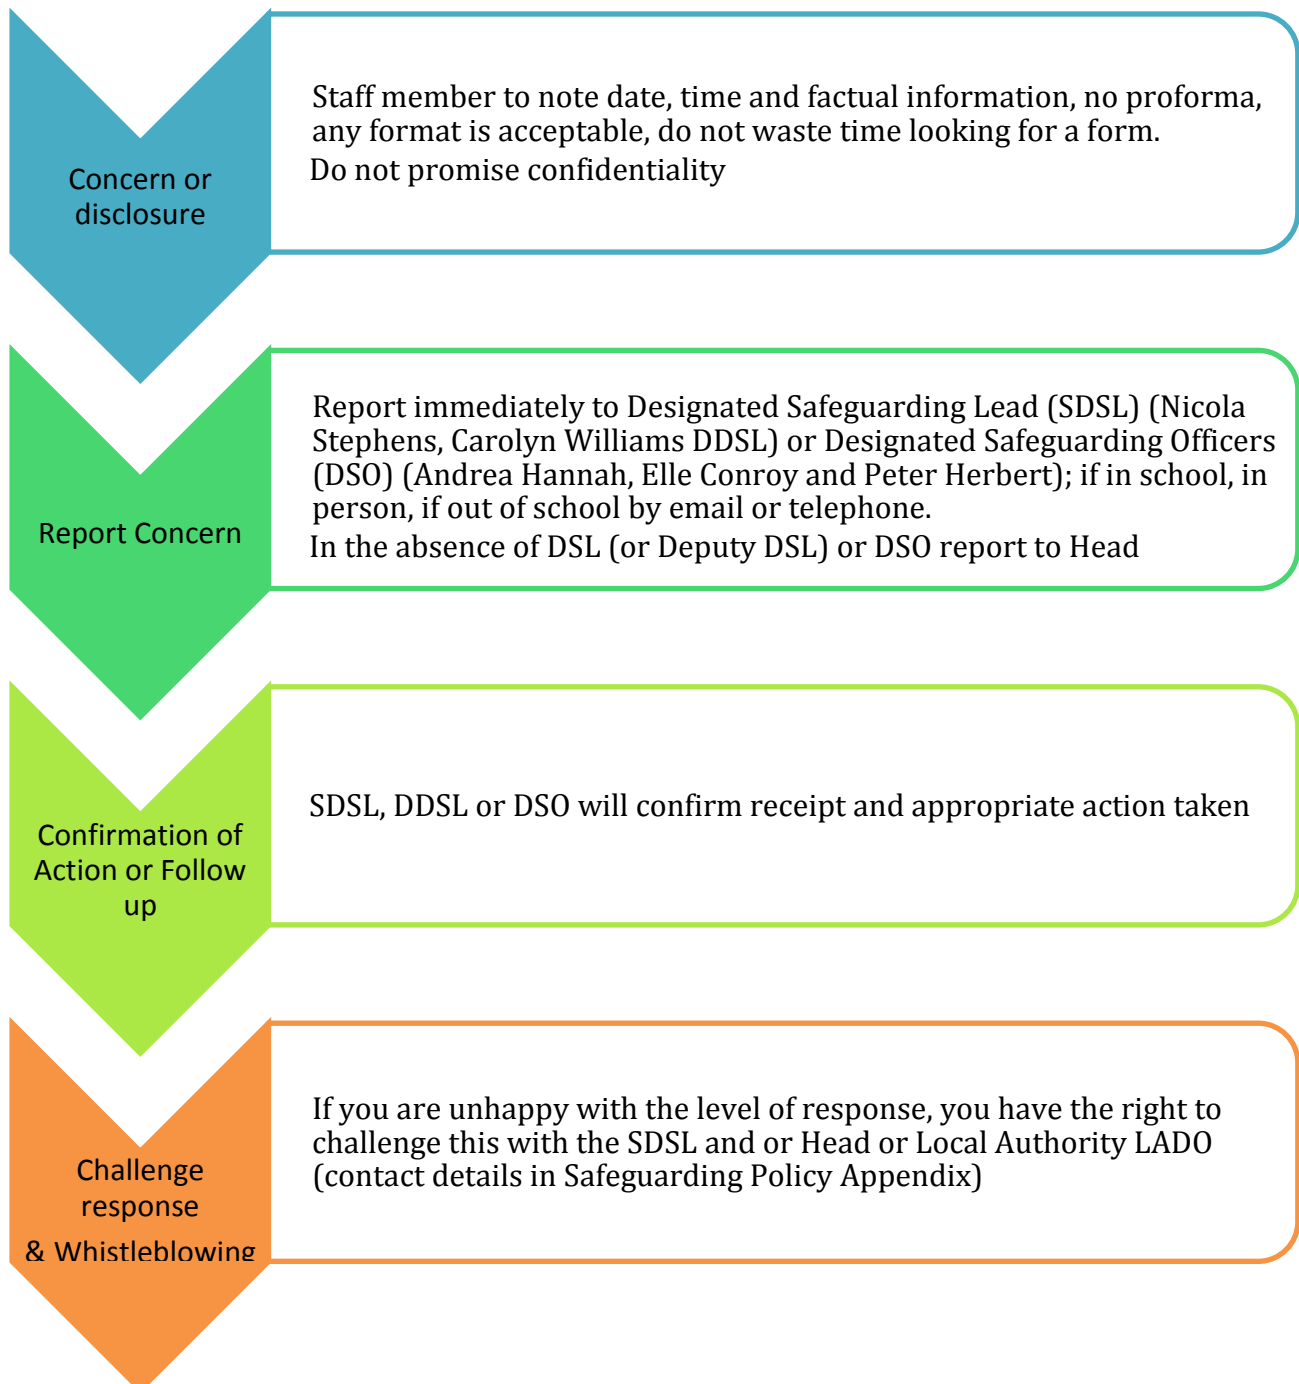 Concern or
disclosure
Staff member to note date, time and factual information, no proforma,
any format is acceptable, do not waste time looking for a form.
Do not promise confidentiality
Report Concern
Report immediately to Designated Safeguarding Lead (SDSL) (Nicola
Stephens, Carolyn Williams DDSL) or Designated Safeguarding Officers
(DSO) (Andrea Hannah, Elle Conroy and Peter Herbert); if in school, in
person, if out of school by email or telephone.
In the absence of DSL (or Deputy DSL) or DSO report to Head
Confirmation of
Action or Follow
up
SDSL, DDSL or DSO will confirm receipt and appropriate action taken
Challenge
response
& Whistleblowing
If you are unhappy with the level of response, you have the right to
challenge this with the SDSL and or Head or Local Authority LADO
(contact details in Safeguarding Policy Appendix)